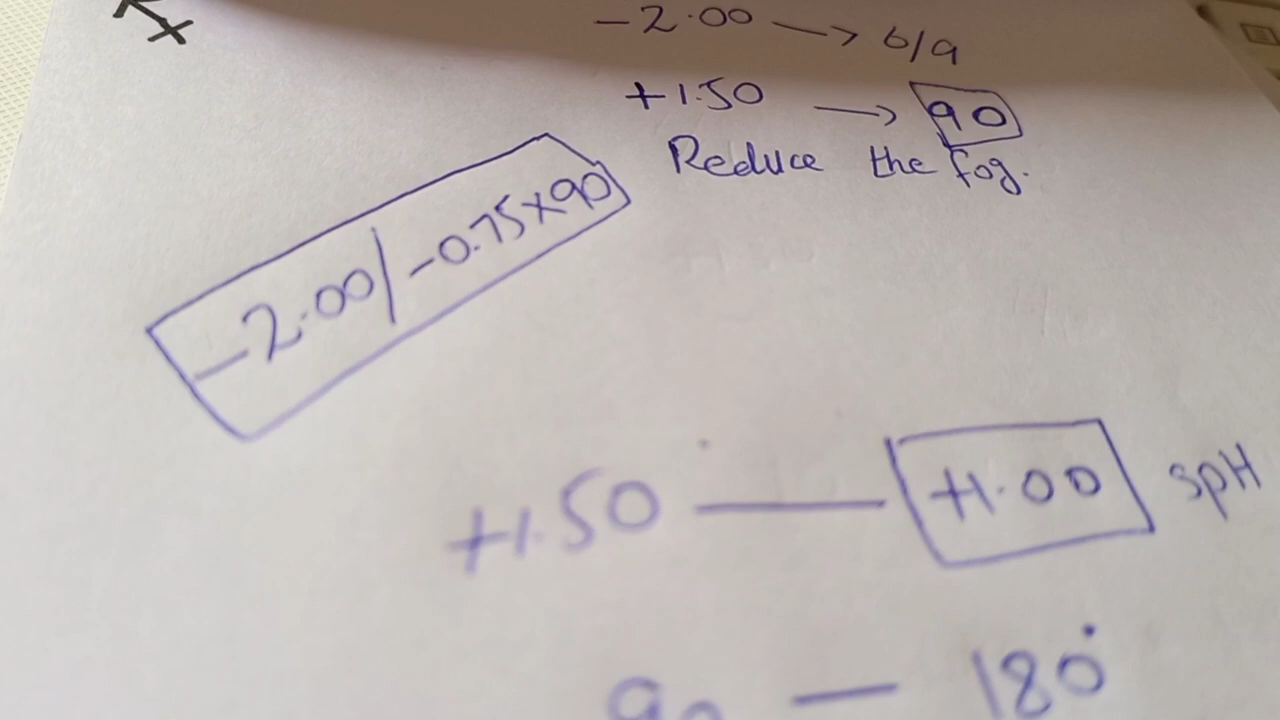 -2.00 → 6/9
+1.50 → 90
Reduce the fog.
-2.00/-0.75x90
+1.50 — +1.00 SPH
90 — 180°